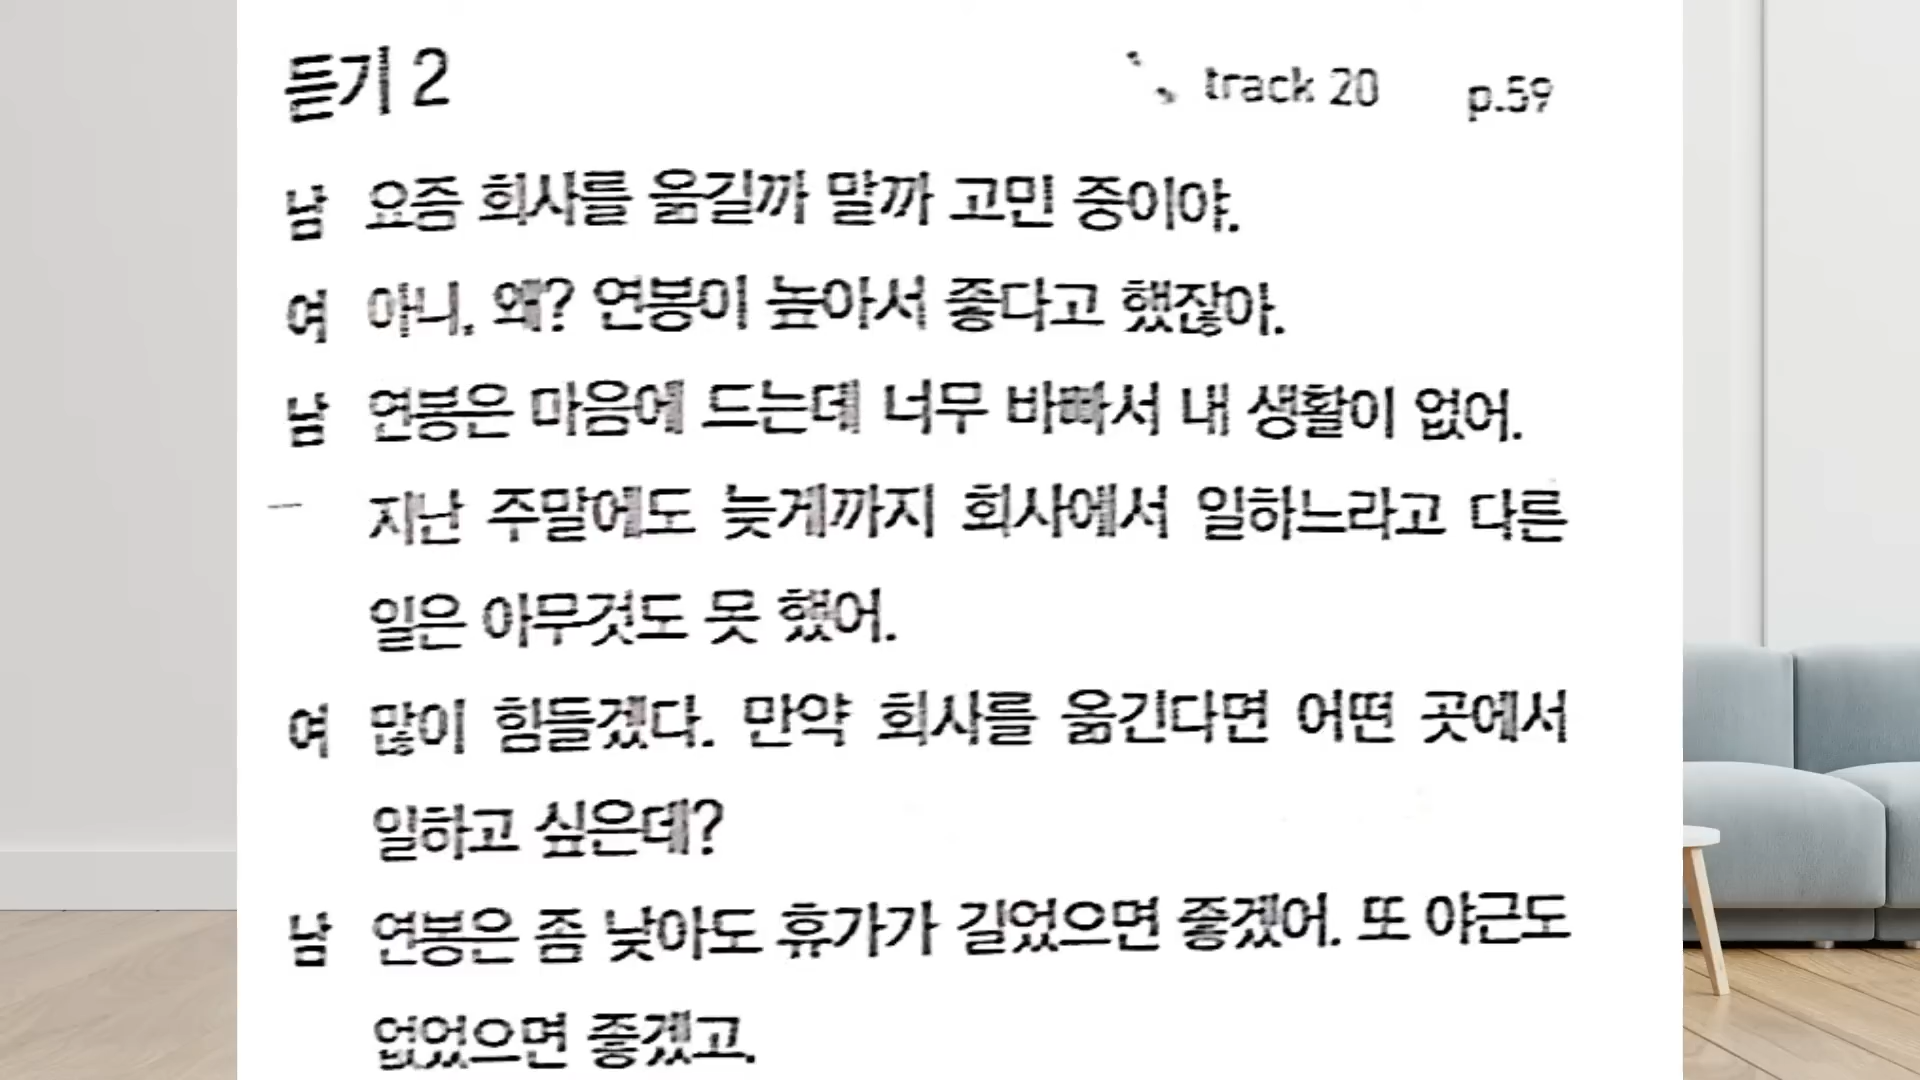 듣기 2 track 20 p.59
남 요즘 회사를 옮길까 말까 고민 중이야.
여 아니, 왜? 연봉이 높아서 좋다고 했잖아.
남 연봉은 마음에 드는데 너무 바빠서 내 생활이 없어.
지난 주말에도 늦게까지 회사에서 일하느라고 다른
일은 아무것도 못 했어.
여 많이 힘들겠다. 만약 회사를 옮긴다면 어떤 곳에서
일하고 싶은데?
남 연봉은 좀 낮아도 휴가가 길었으면 좋겠어. 또 야근도
없었으면 좋겠고.